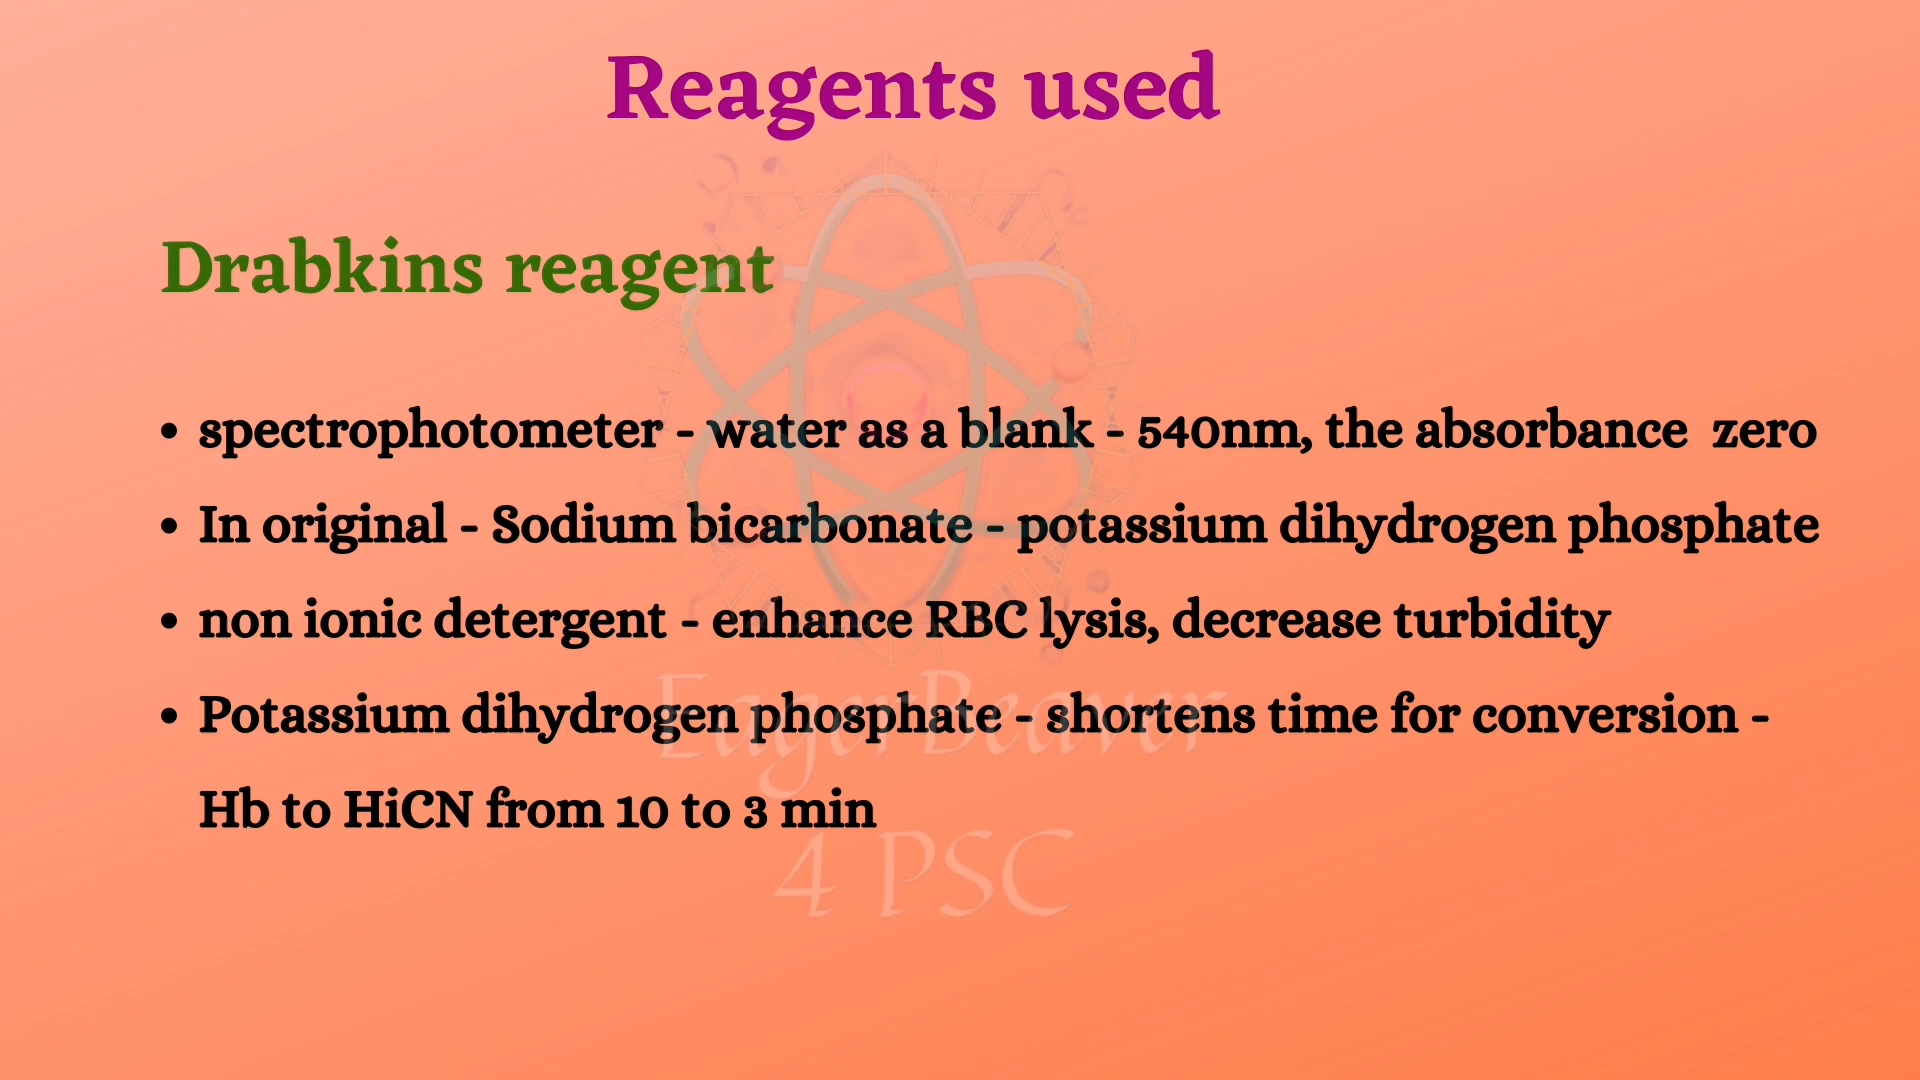 Reagents used
Drabkins reagent
• spectrophotometer - water as a blank - 540nm, the absorbance  zero
• In original - Sodium bicarbonate - potassium dihydrogen phosphate
• non ionic detergent - enhance RBC lysis, decrease turbidity
• Potassium dihydrogen phosphate - shortens time for conversion -
Hb to HiCN from 10 to 3 min
EagerBeaver
4 PSC